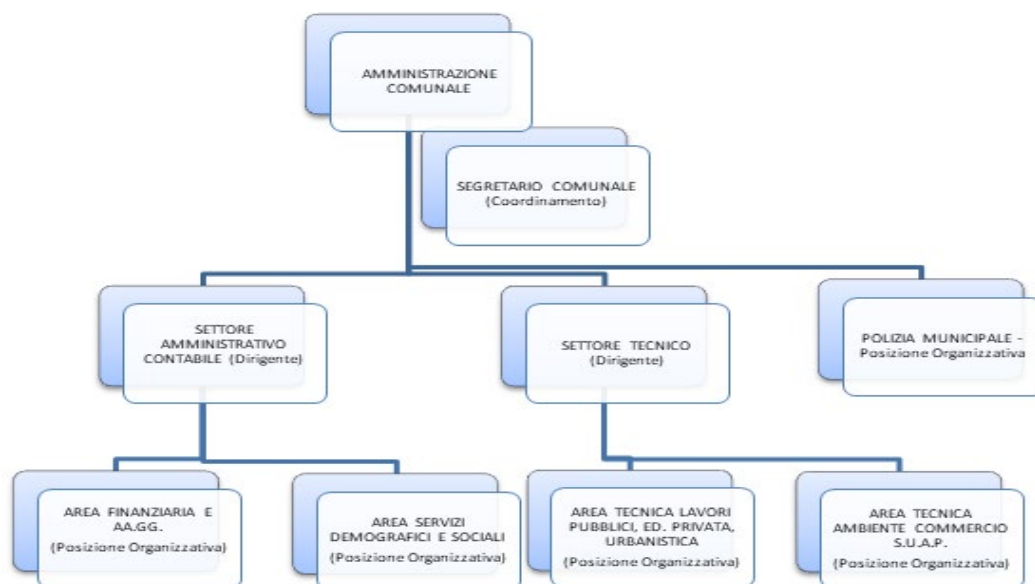 AMMINISTRAZIONE
COMUNALE
SEGRETARIO COMUNALE
(Coordinamento)
SETTORE
AMMINISTRATIVO
CONTABILE (Dirigente)
SETTORE TECNICO
(Dirigente)
POLIZIA MUNICIPALE -
Posizione Organizzativa
AREA FINANZIARIA E
AA.GG.
(Posizione Organizzativa)
AREA SERVIZI
DEMOGRAFICI E SOCIALI
(Posizione Organizzativa)
AREA TECNICA LAVORI
PUBBLICI, ED. PRIVATA,
URBANISTICA
(Posizione Organizzativa)
AREA TECNICA
AMBIENTE COMMERCIO
S.U.A.P.
(Posizione Organizzativa)